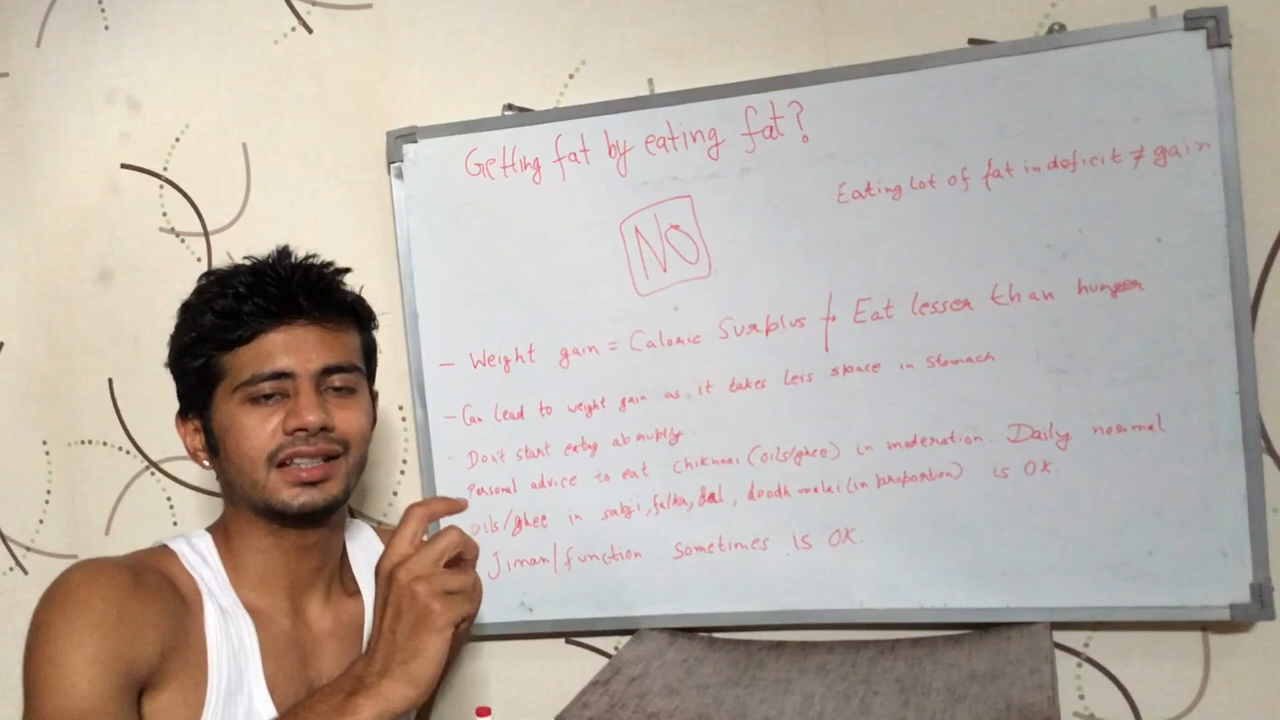 Getting fat by eating fat?
Eating lot of fat in deficit ≠ gain
NO
- Weight gain = Caloric Surplus Eat lesser than hunger
- Can lead to weight gain as it takes less space in stomach
- Don't start eating abruptly.
Personal advice to eat chiknai (oils/ghee) in moderation. Daily normal
oils/ghee in sabji, fulka, dal, doodh malai (in proportion) is OK.
Jiman/function sometimes is OK.